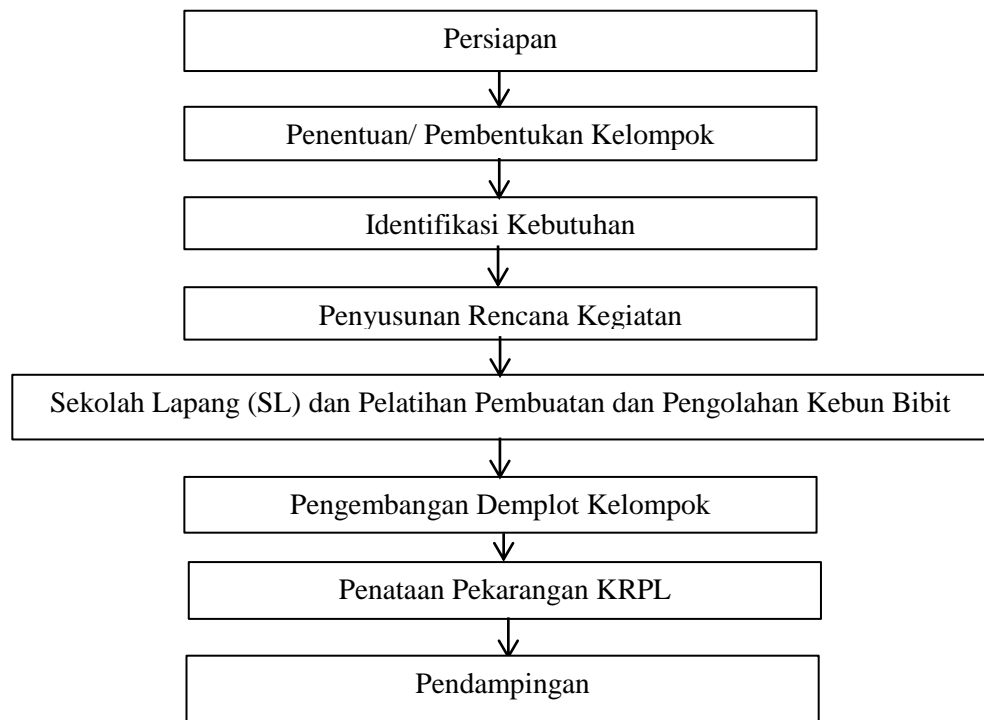 Persiapan
Penentuan/ Pembentukan Kelompok
Identifikasi Kebutuhan
Penyusunan Rencana Kegiatan
Sekolah Lapang (SL) dan Pelatihan Pembuatan dan Pengolahan Kebun Bibit
Pengembangan Demplot Kelompok
Penataan Pekarangan KRPL
Pendampingan